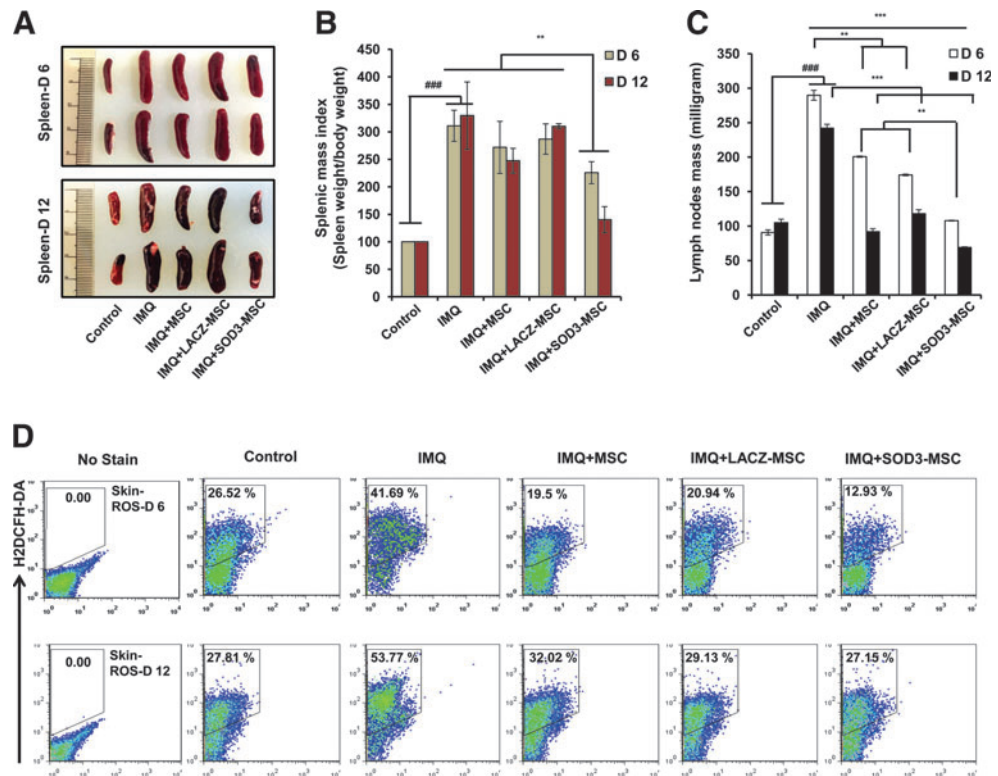 A
Spleen-D 6
Spleen-D 12
Control
IMQ
IMQ+MSC
IMQ+LACZ-MSC
IMQ+SOD3-MSC
B
Splenic mass index
(Spleen weight/body weight)
450
400
350
300
250
200
150
100
50
0
###
**
D 6
D 12
Control
IMQ
IMQ+MSC
IMQ+LACZ-MSC
IMQ+SOD3-MSC
C
Lymph nodes mass (milligram)
350
300
250
200
150
100
50
0
***
**
###
***
**
D 6
D 12
Control
IMQ
IMQ+MSC
IMQ+LACZ-MSC
IMQ+SOD3-MSC
D
No Stain
Control
IMQ
IMQ+MSC
IMQ+LACZ-MSC
IMQ+SOD3-MSC
H2DCFH-DA
0.00
Skin-
ROS-D 6
26.52 %
41.69 %
19.5 %
20.94 %
12.93 %
0.00
Skin-
ROS-D 12
27.81 %
53.77 %
32.02 %
29.13 %
27.15 %